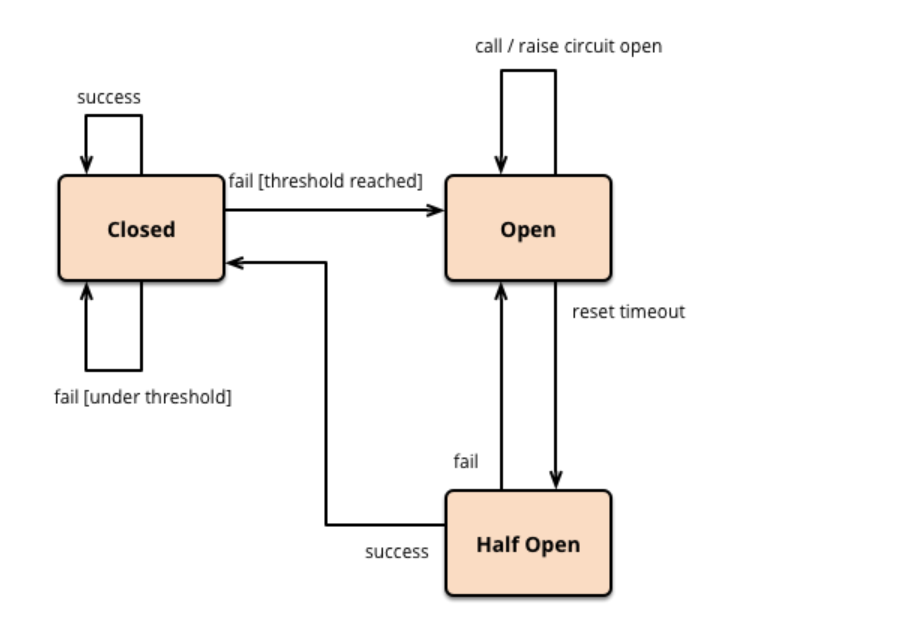 call / raise circuit open
success
fail [threshold reached]
Closed
Open
reset timeout
fail [under threshold]
fail
Half Open
success